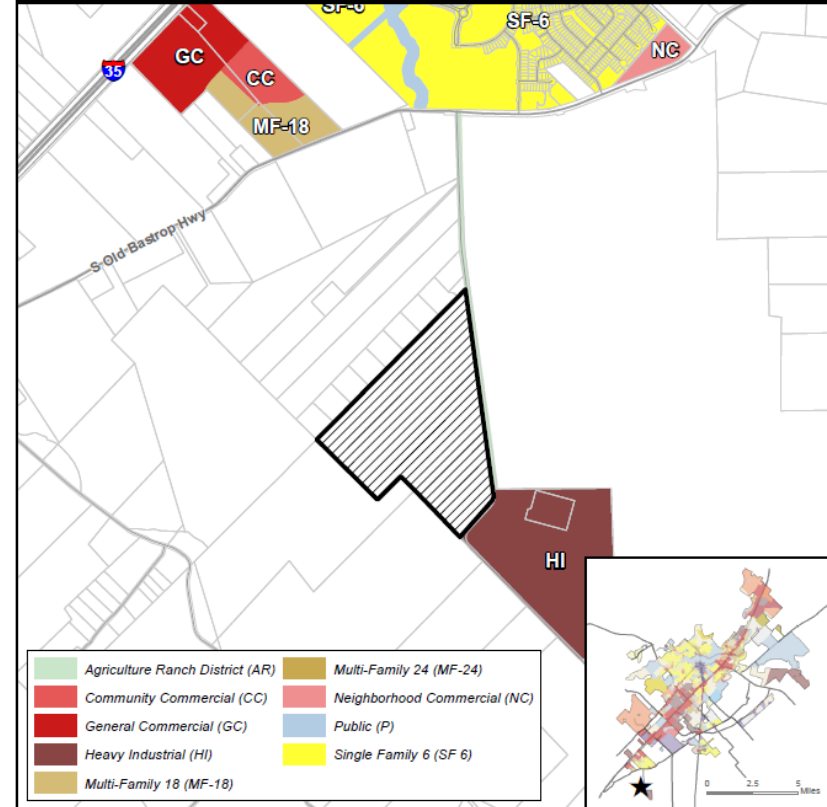 SF-6
SF-6
GC
NC
35
CC
MF-18
S Old Bastrop Hwy
HI
Agriculture Ranch District (AR)
Multi-Family 24 (MF-24)
Community Commercial (CC)
Neighborhood Commercial (NC)
General Commercial (GC)
Public (P)
Heavy Industrial (HI)
Single Family 6 (SF 6)
Multi-Family 18 (MF-18)
0 2.5 5
Miles